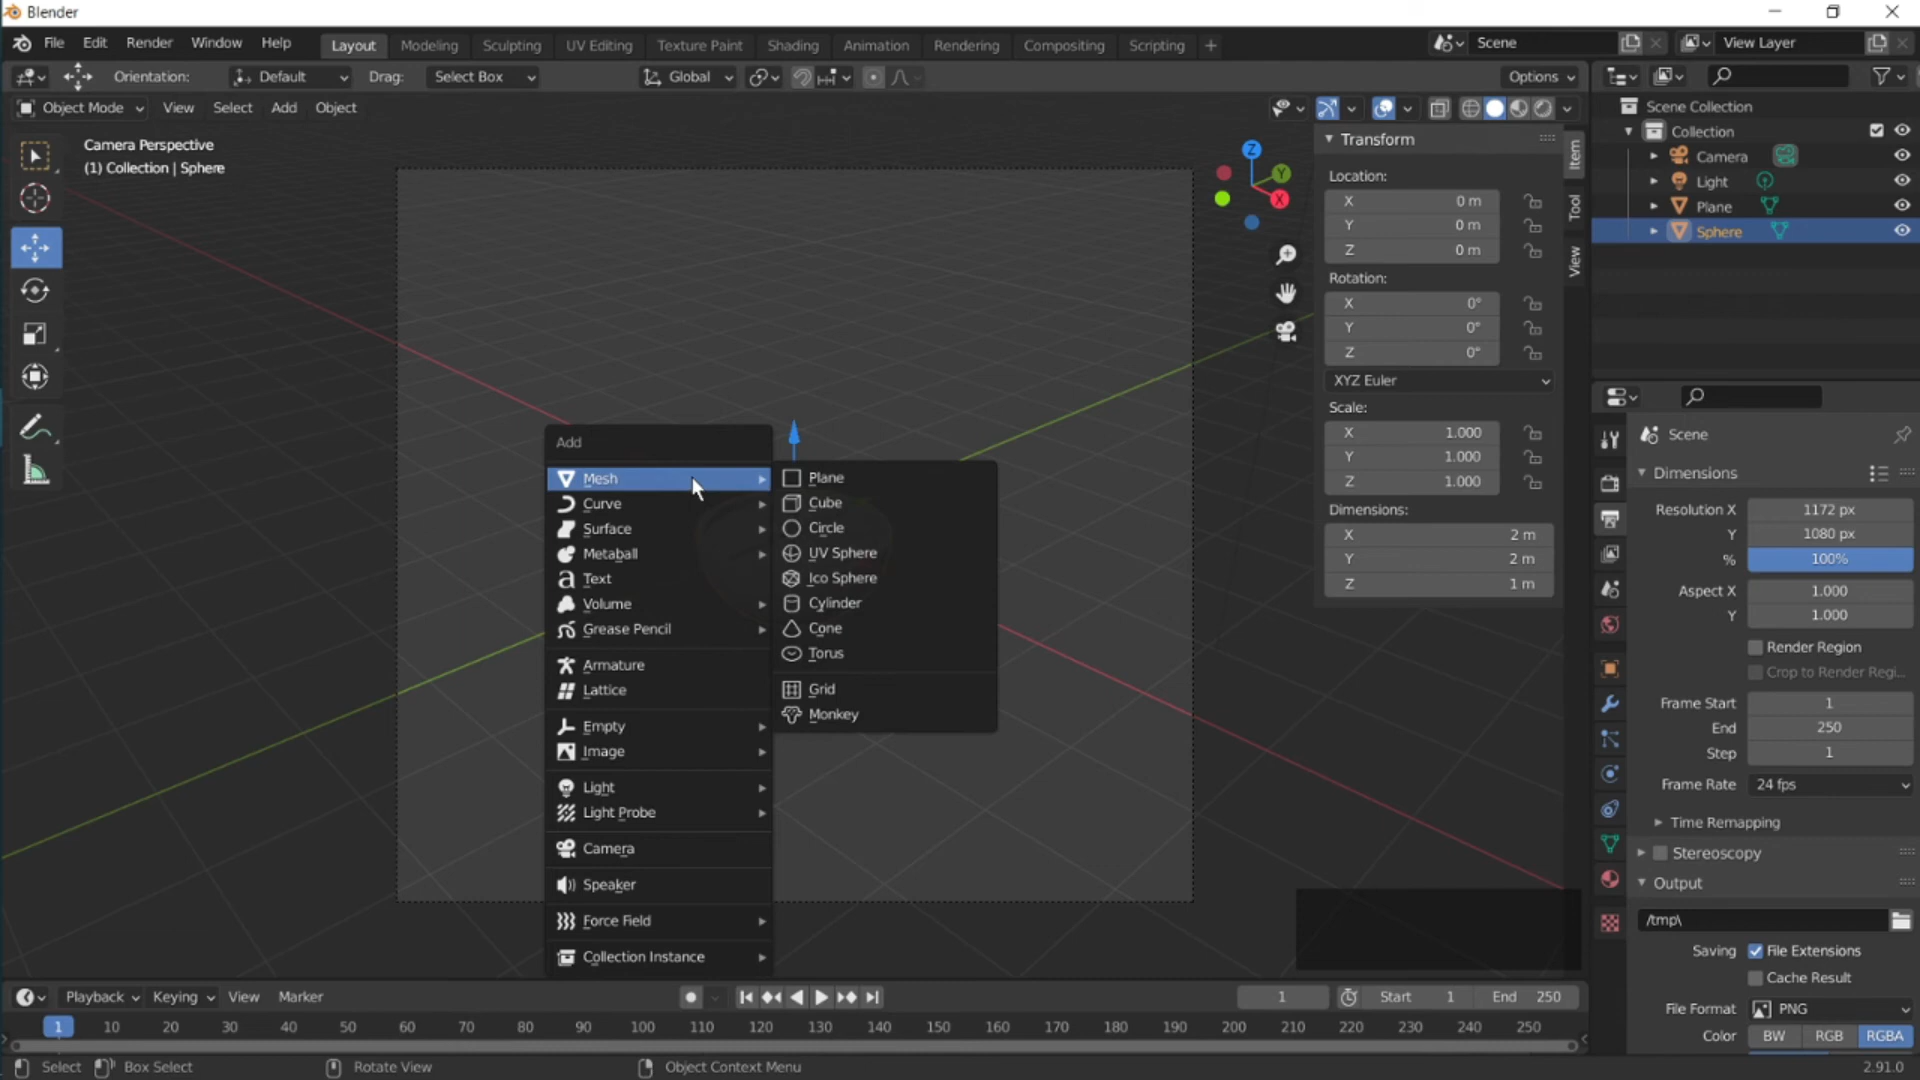 Blender
File Edit Render Window Help Layout Modeling Sculpting UV Editing Texture Paint Shading Animation Rendering Compositing Scripting + Scene View Layer
Orientation: Default Drag: Select Box Global Options
Object Mode View Select Add Object
Camera Perspective
(1) Collection | Sphere
Z
Y
X
Transform
Location:
X 0 m
Y 0 m
Z 0 m
Rotation:
X 0°
Y 0°
Z 0°
XYZ Euler
Scale:
X 1.000
Y 1.000
Z 1.000
Dimensions:
X 2 m
Y 2 m
Z 1 m
Item
Tool
View
Scene Collection
Collection
Camera
Light
Plane
Sphere
Add
Mesh
Curve
Surface
Metaball
Text
Volume
Grease Pencil
Armature
Lattice
Empty
Image
Light
Light Probe
Camera
Speaker
Force Field
Collection Instance
Plane
Cube
Circle
UV Sphere
Ico Sphere
Cylinder
Cone
Torus
Grid
Monkey
Scene
Dimensions
Resolution X 1172 px
Y 1080 px
% 100%
Aspect X 1.000
Y 1.000
Render Region
Crop to Render Regi...
Frame Start 1
End 250
Step 1
Frame Rate 24 fps
Time Remapping
Stereoscopy
Output
/tmp\
Saving File Extensions
Cache Result
File Format PNG
Color BW RGB RGBA
Playback Keying View Marker 1 Start 1 End 250
1 10 20 30 40 50 60 70 80 90 100 110 120 130 140 150 160 170 180 190 200 210 220 230 240 250
Select Box Select Rotate View Object Context Menu 2.91.0